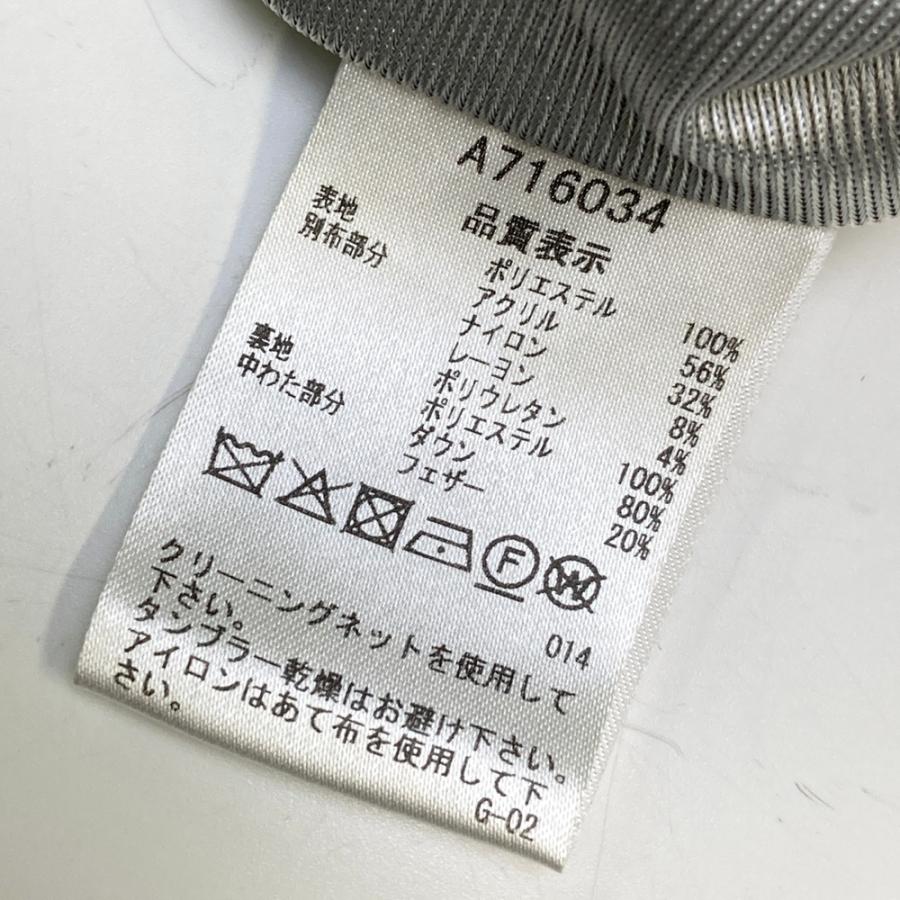 A716034
品質表示
表地 ポリエステル 100%
別布部分 アクリル 56%
ナイロン 32%
レーヨン 8%
ポリウレタン 4%
裏地 ポリエステル 100%
中わた部分 ダウン 80%
フェザー 20%
F
W
014
クリーニングネットを使用して
下さい。
タンブラー乾燥はお避け下さい。
アイロンはあて布を使用して下
さい。
G-02